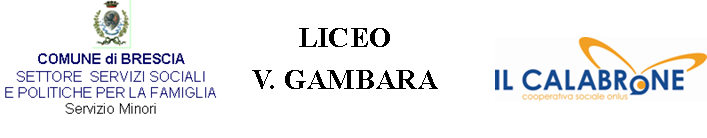 COMUNE di BRESCIA
SETTORE SERVIZI SOCIALI
E POLITICHE PER LA FAMIGLIA
Servizio Minori
LICEO
V. GAMBARA
IL CALABRONE
cooperativa sociale onlus